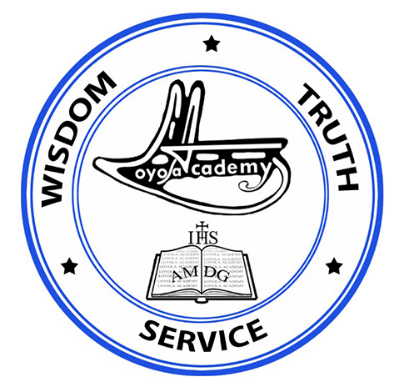 WISDOM
TRUTH
Loyola Academy
IHS
AMDG
SERVICE